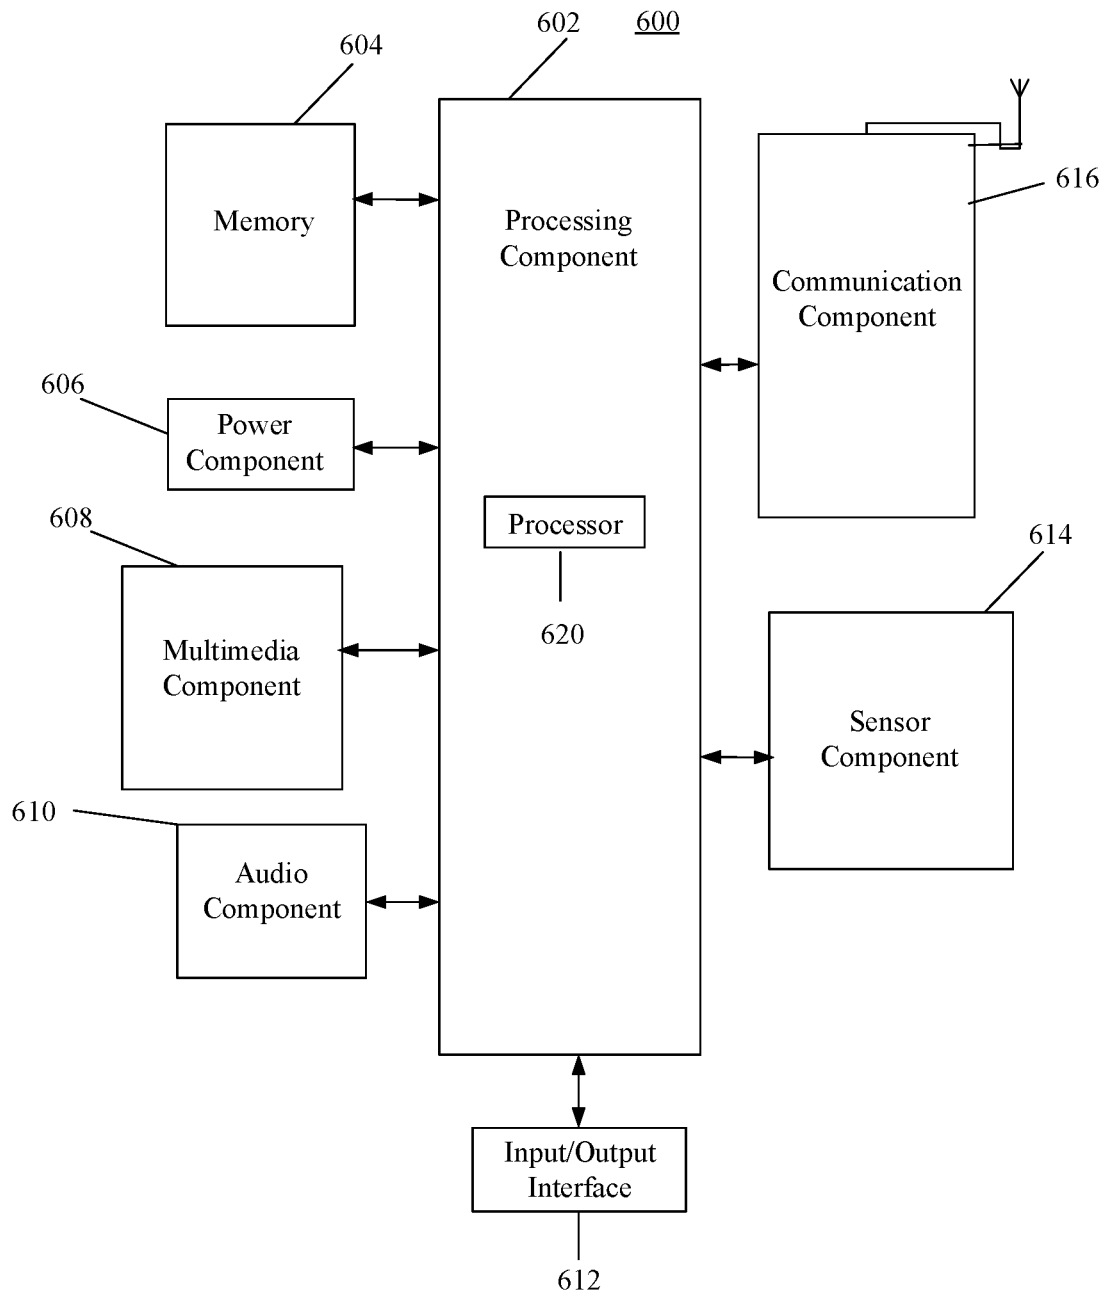 602
600
604
616
Memory
Processing
Component
Communication
Component
606
Power
Component
608
Processor
620
614
Multimedia
Component
Sensor
Component
610
Audio
Component
Input/Output
Interface
612